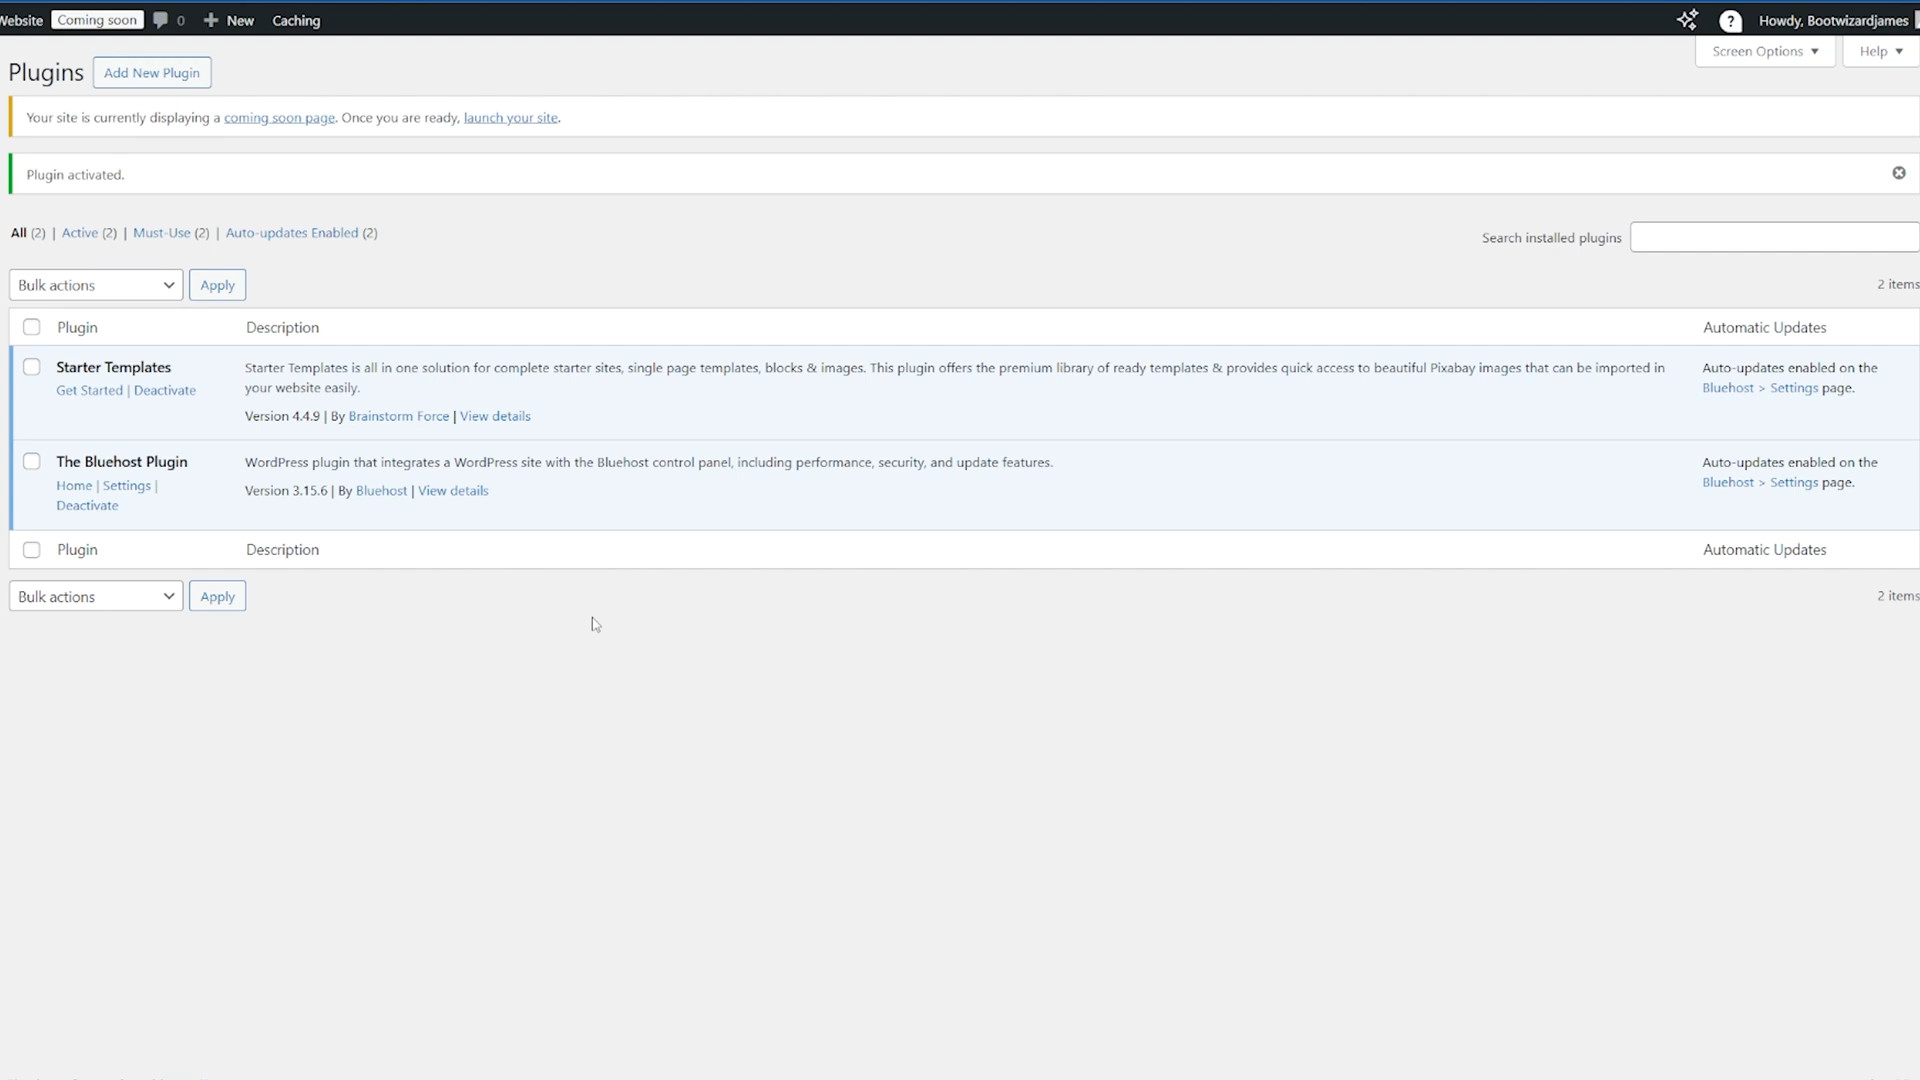 Website Coming soon 0 New Caching ? Howdy, Bootwizardjames
Screen Options Help
Plugins Add New Plugin
Your site is currently displaying a coming soon page. Once you are ready, launch your site.
Plugin activated.
All (2) | Active (2) | Must-Use (2) | Auto-updates Enabled (2)
Search installed plugins
Bulk actions Apply 2 items
Plugin Description Automatic Updates
Starter Templates
Get Started | Deactivate
Starter Templates is all in one solution for complete starter sites, single page templates, blocks & images. This plugin offers the premium library of ready templates & provides quick access to beautiful Pixabay images that can be imported in
your website easily.
Version 4.4.9 | By Brainstorm Force | View details
Auto-updates enabled on the
Bluehost > Settings page.
The Bluehost Plugin
Home | Settings |
Deactivate
WordPress plugin that integrates a WordPress site with the Bluehost control panel, including performance, security, and update features.
Version 3.15.6 | By Bluehost | View details
Auto-updates enabled on the
Bluehost > Settings page.
Plugin Description Automatic Updates
Bulk actions Apply 2 items